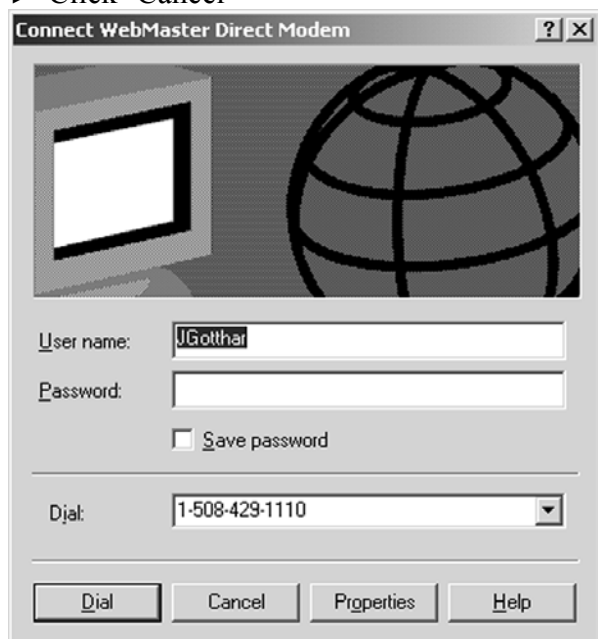 Click "Cancel"
Connect WebMaster Direct Modem
User name:
JGotthar
Password:
Save password
Dial:
1-508-429-1110
Dial Cancel Properties Help